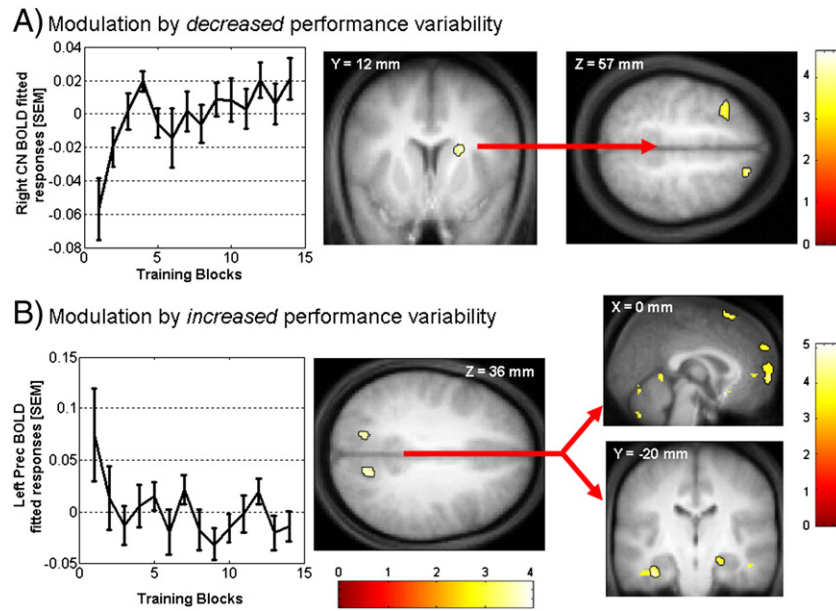 A) Modulation by decreased performance variability
Right CN BOLD fitted
responses [SEM]
0.04
0.02
0
-0.02
-0.04
-0.06
-0.08
0
5
10
15
Training Blocks
Y = 12 mm
Z = 57 mm
4
3
2
1
0
B) Modulation by increased performance variability
Left Prec BOLD
fitted responses [SEM]
0.15
0.1
0.05
0
-0.05
0
5
10
15
Training Blocks
Z = 36 mm
0
1
2
3
4
X = 0 mm
Y = -20 mm
5
4
3
2
1
0